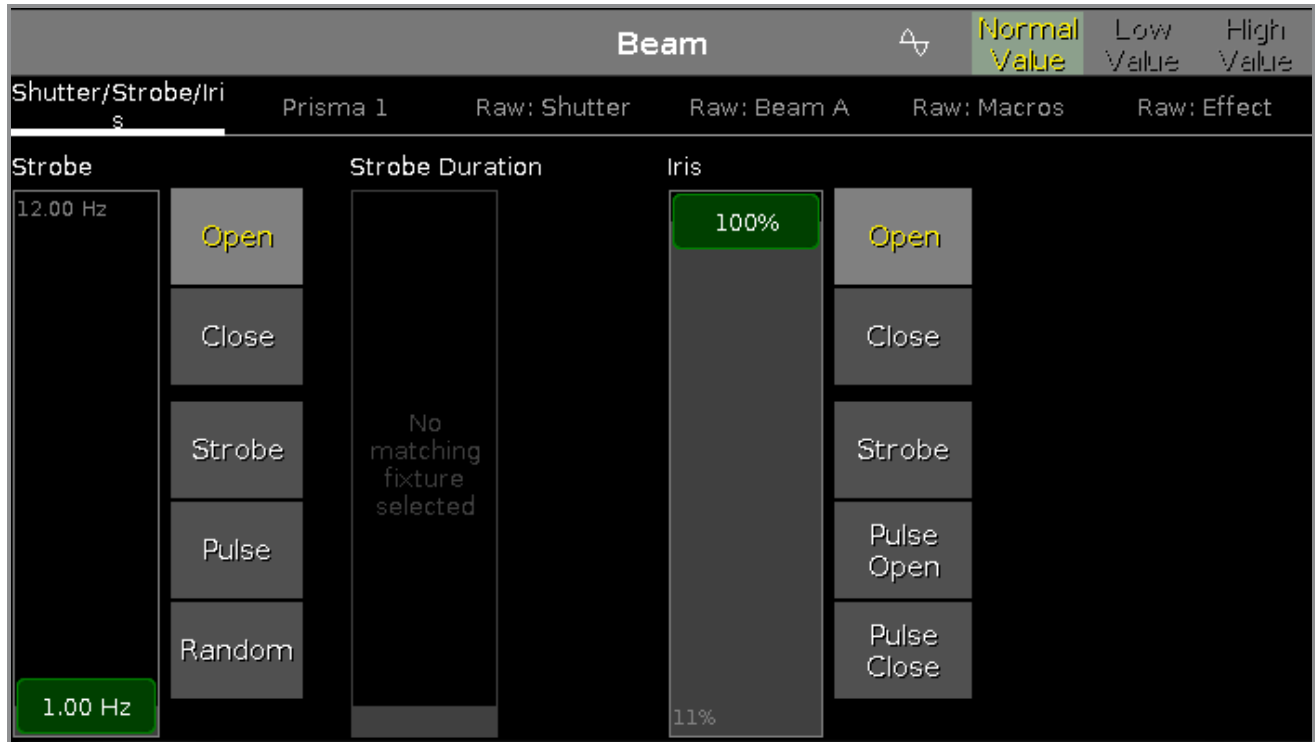 Beam
Normal
Value
Low
Value
High
Value
Shutter/Strobe/Iri
s
Prisma 1
Raw: Shutter
Raw: Beam A
Raw: Macros
Raw: Effect
Strobe
Strobe Duration
Iris
12.00 Hz
Open
Close
Strobe
Pulse
Random
1.00 Hz
No
matching
fixture
selected
100%
11%
Open
Close
Strobe
Pulse
Open
Pulse
Close